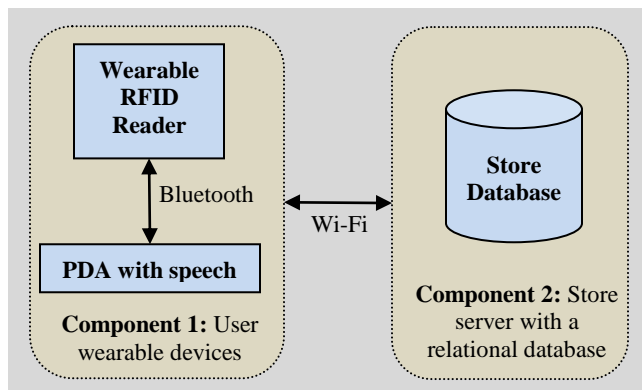 Wearable
RFID
Reader
Bluetooth
PDA with speech
Component 1: User
wearable devices
Wi-Fi
Store
Database
Component 2: Store
server with a
relational database